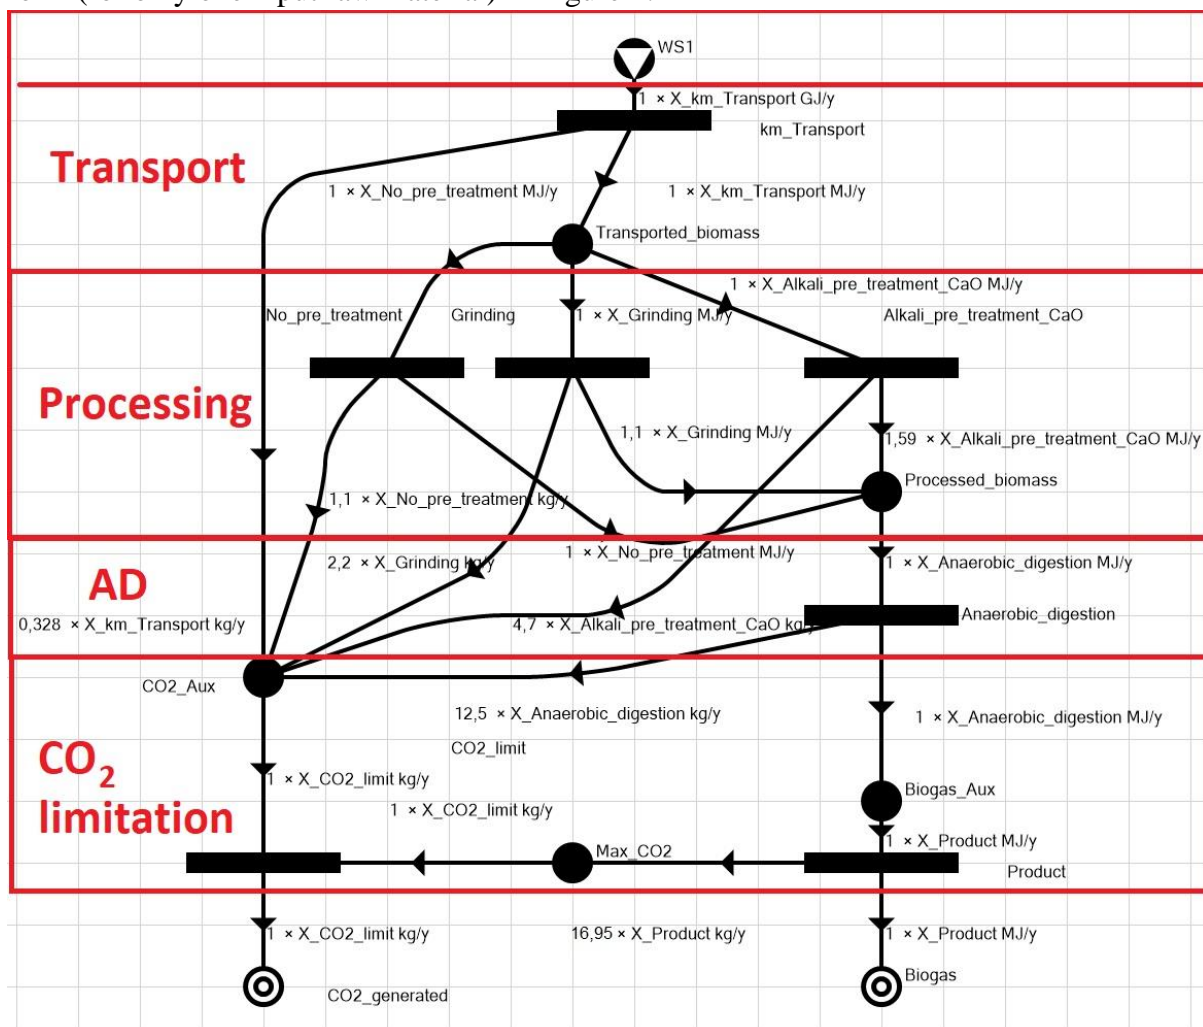 WS1
1 × X_km_Transport GJ/y
km_Transport
Transport
1 × X_No_pre_treatment MJ/y
1 × X_km_Transport MJ/y
Transported_biomass
1 × X_Alkali_pre_treatment_CaO MJ/y
No_pre_treatment
Grinding
1 × X_Grinding MJ/y
Alkali_pre_treatment_CaO
Processing
1,1 × X_Grinding MJ/y
1,59 × X_Alkali_pre_treatment_CaO MJ/y
Processed_biomass
1,1 × X_No_pre_treatment kg/y
1 × X_No_pre_treatment MJ/y
2,2 × X_Grinding kg/y
1 × X_Anaerobic_digestion MJ/y
AD
0,328 × X_km_Transport kg/y
4,7 × X_Alkali_pre_treatment_CaO kg/y
Anaerobic_digestion
CO2_Aux
12,5 × X_Anaerobic_digestion kg/y
1 × X_Anaerobic_digestion MJ/y
CO2_limit
CO2
limitation
1 × X_CO2_limit kg/y
1 × X_CO2_limit kg/y
Biogas_Aux
1 × X_Product MJ/y
Max_CO2
Product
1 × X_CO2_limit kg/y
16,95 × X_Product kg/y
1 × X_Product MJ/y
CO2_generated
Biogas